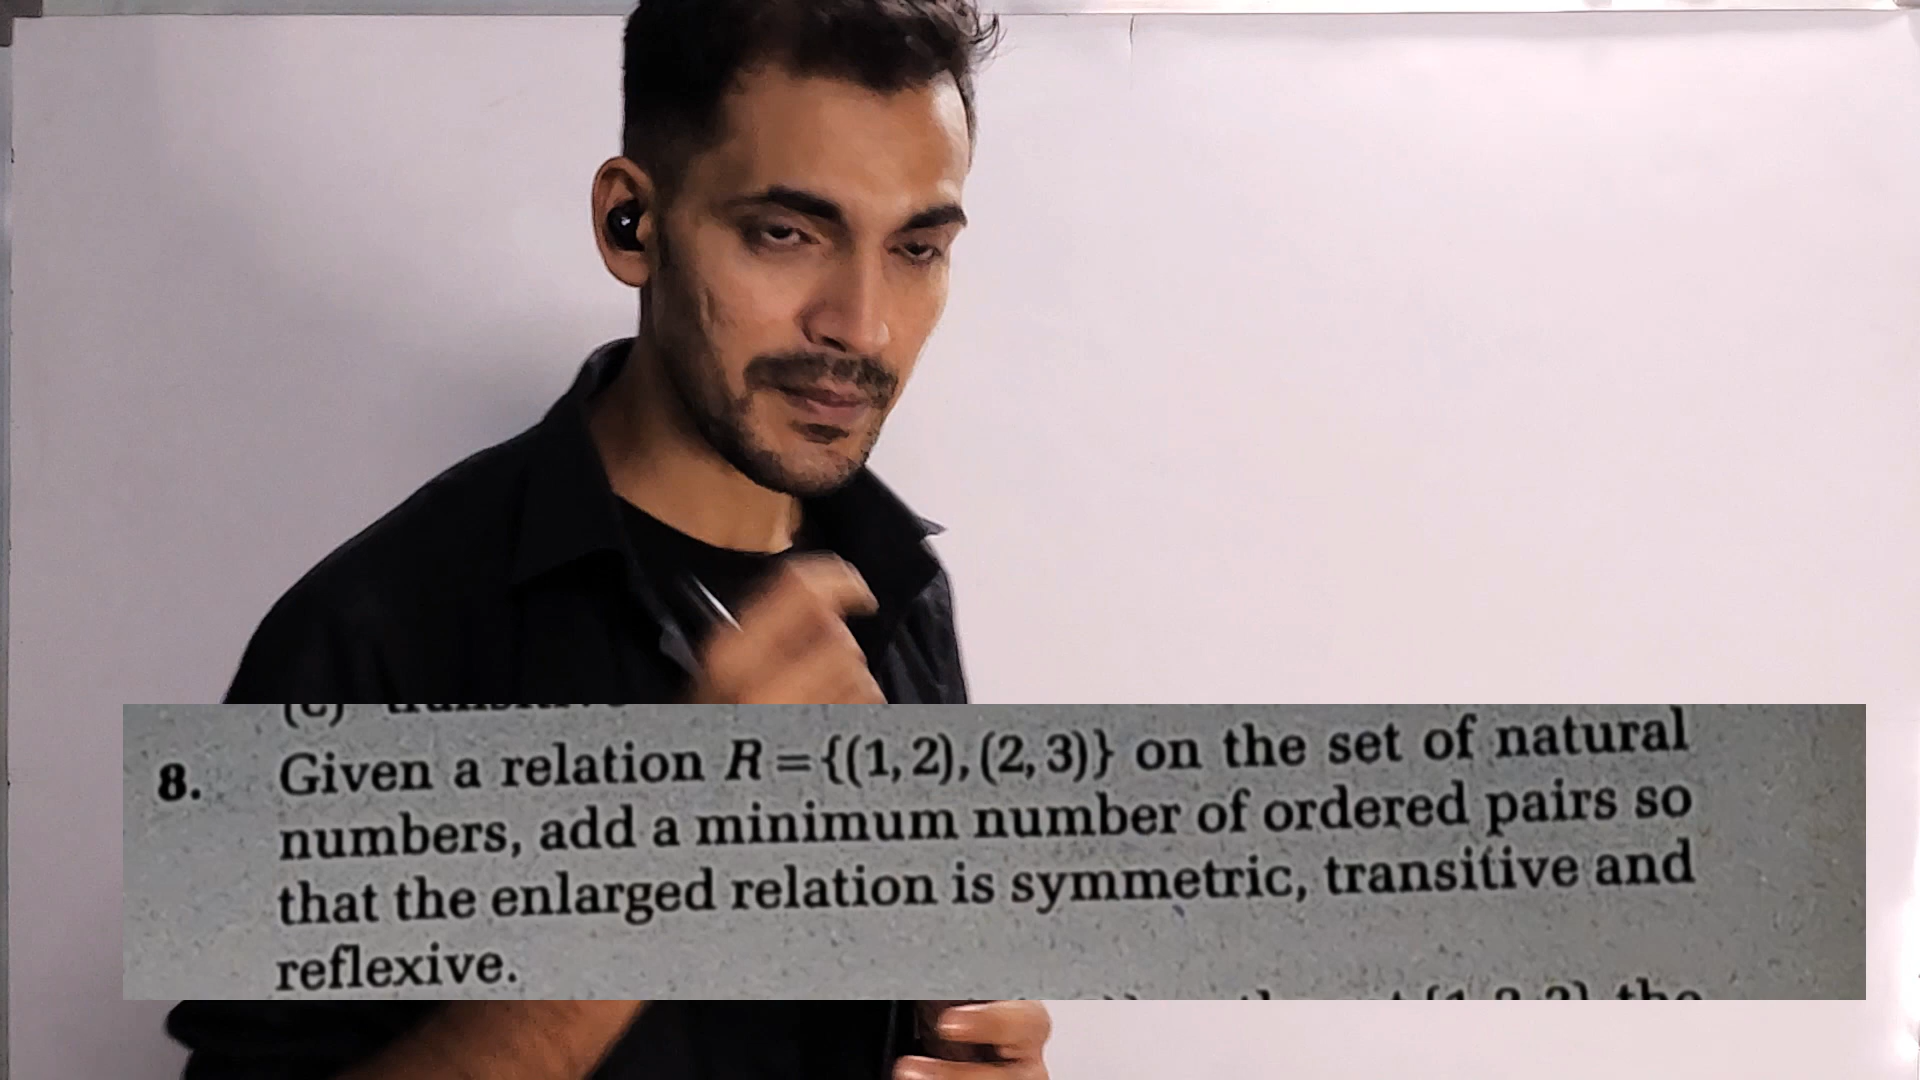 8. Given a relation R={(1,2),(2,3)} on the set of natural
numbers, add a minimum number of ordered pairs so
that the enlarged relation is symmetric, transitive and
reflexive.